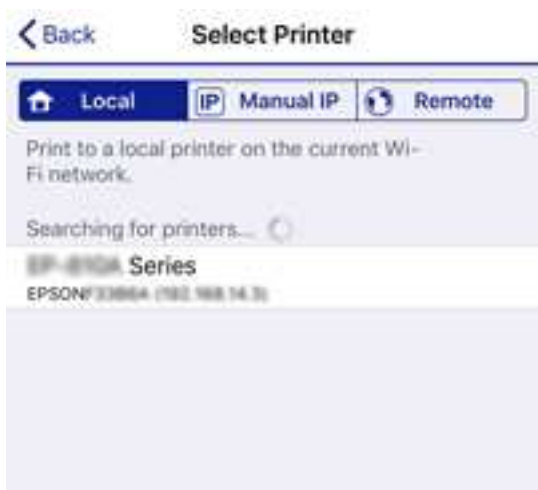 Back Select Printer
Local IP Manual IP Remote
Print to a local printer on the current Wi-
Fi network.
Searching for printers...
Series
EPSON